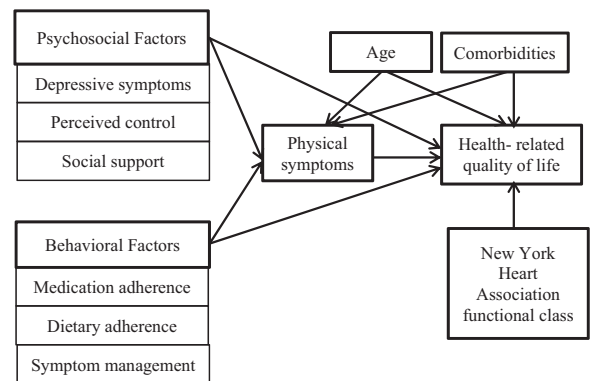 Psychosocial Factors
Depressive symptoms
Perceived control
Social support
Behavioral Factors
Medication adherence
Dietary adherence
Symptom management
Age
Comorbidities
Physical
symptoms
Health- related
quality of life
New York
Heart
Association
functional class